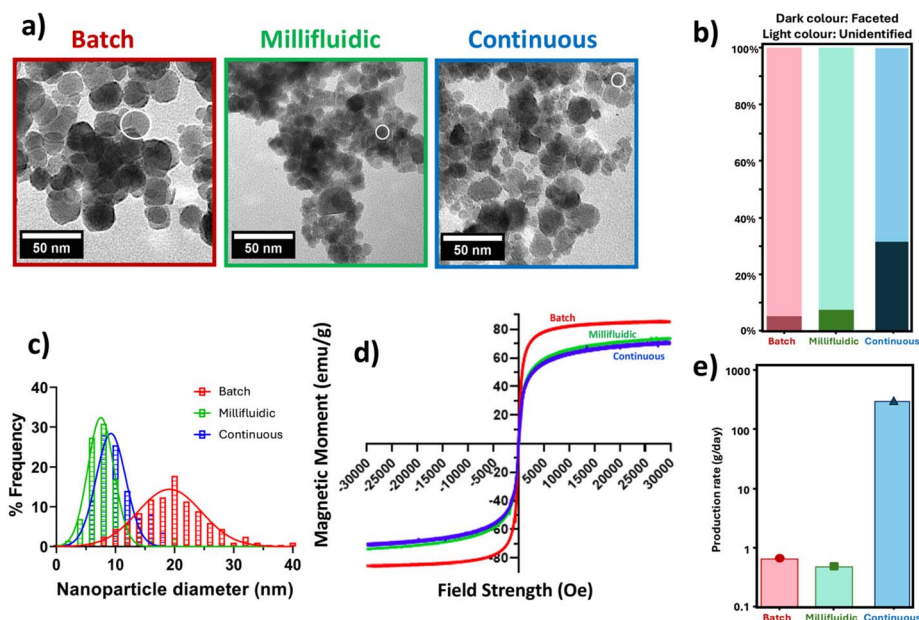 a)
Batch
Millifluidic
Continuous
50 nm
50 nm
50 nm
b)
Dark colour: Faceted
Light colour: Unidentified
100%
80%
60%
40%
20%
0%
Batch
Millifluidic
Continuous
c)
% Frequency
40
30
20
10
0
0
10
20
30
40
Nanoparticle diameter (nm)
Batch
Millifluidic
Continuous
d)
Magnetic Moment (emu/g)
80
60
40
20
-20
-40
-60
-80
-30000
-25000
-20000
-15000
-10000
-5000
0
5000
10000
15000
20000
25000
30000
Field Strength (Oe)
Batch
Millifluidic
Continuous
e)
Production rate (g/day)
1000
100
10
1
0.1
Batch
Millifluidic
Continuous